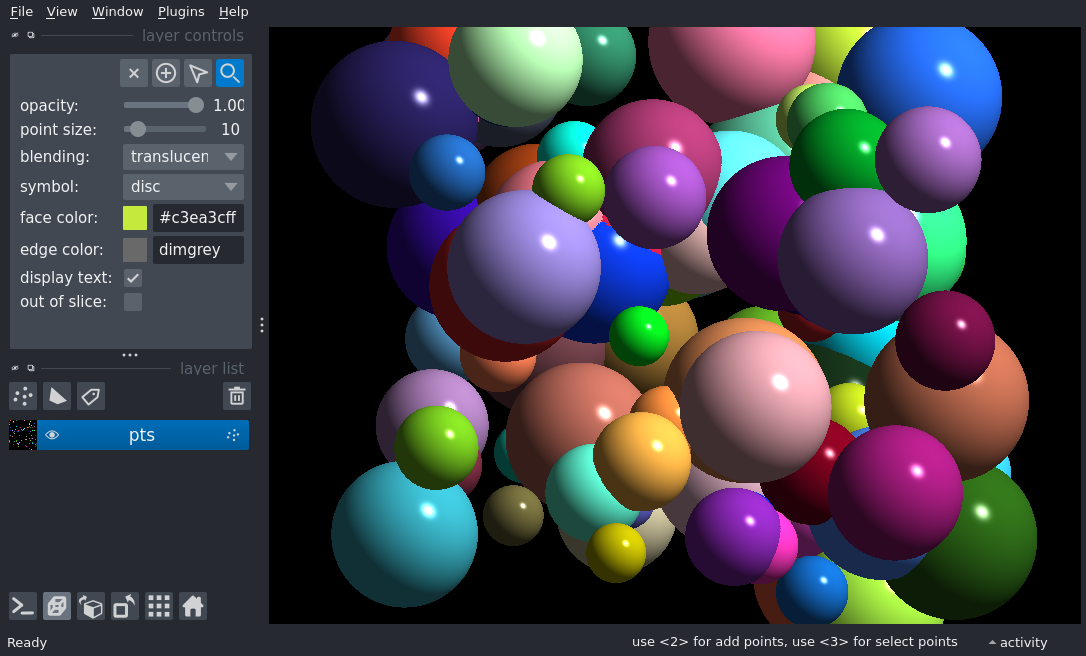 File View Window Plugins Help
layer controls
opacity: 1.00
point size: 10
blending: translucen
symbol: disc
face color: #c3ea3cff
edge color: dimgrey
display text:
out of slice:
layer list
pts
Ready use <2> for add points, use <3> for select points activity